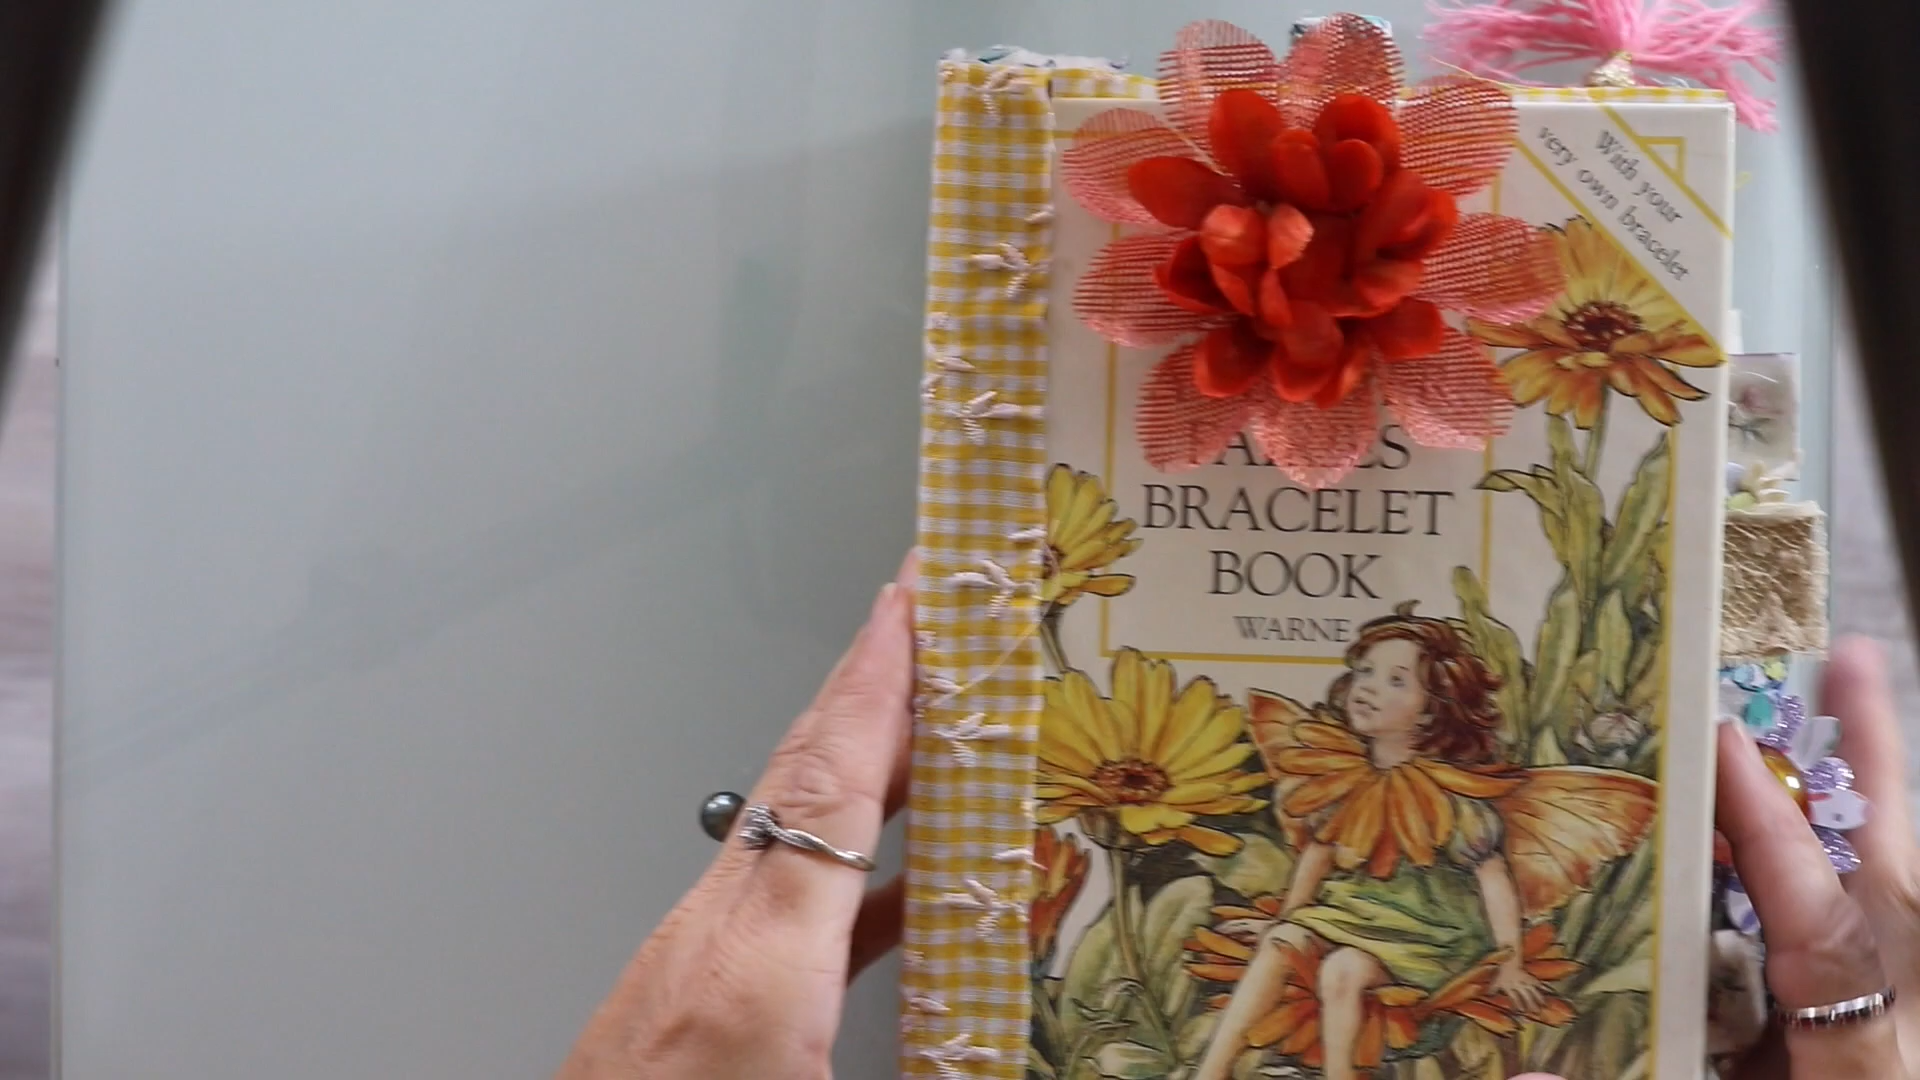 With your
very own bracelet
BRACELET
BOOK
WARNE